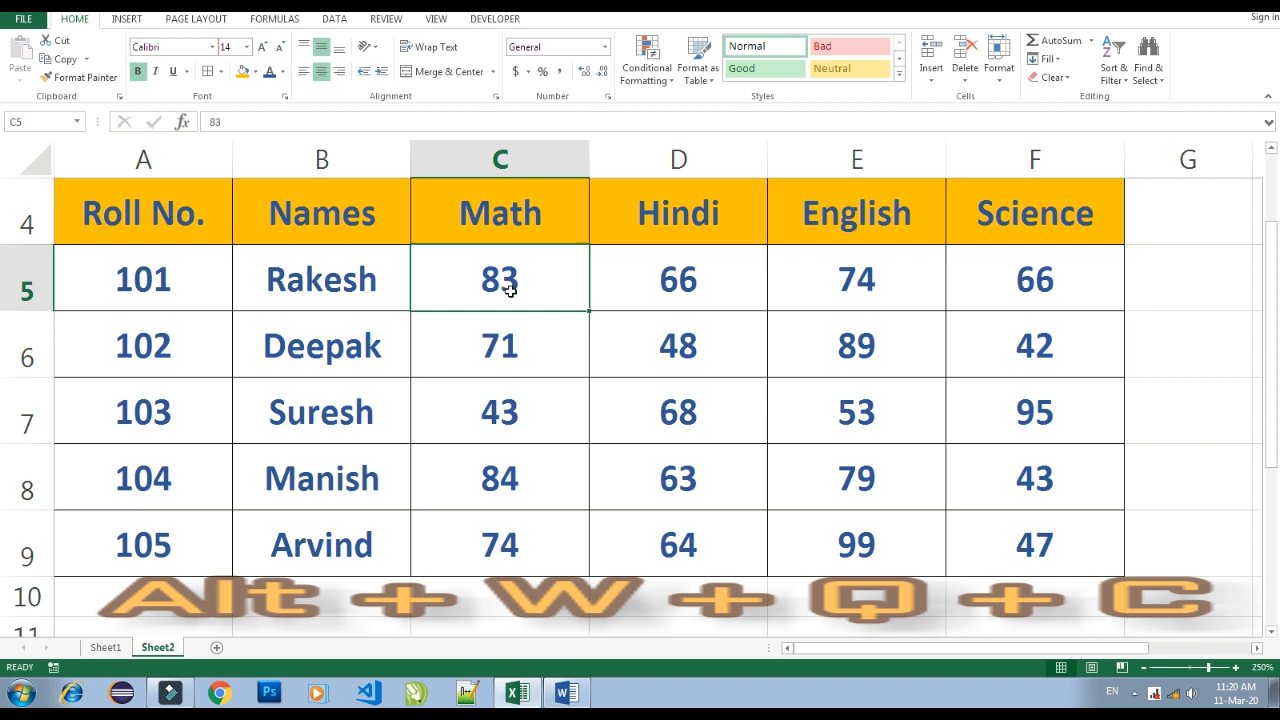 Sign in
FILE HOME INSERT PAGE LAYOUT FORMULAS DATA REVIEW VIEW DEVELOPER
Paste
Cut
Copy
Format Painter
Clipboard
Calibri 14
B I U
Font
Wrap Text
Merge & Center
Alignment
General
$ % ,
Number
Conditional Formatting
Format as Table
Normal Bad
Good Neutral
Styles
Insert Delete Format
Cells
AutoSum
Fill
Clear
Sort & Filter
Find & Select
Editing
C5 fx 83
A B C D E F G
4 Roll No. Names Math Hindi English Science
5 101 Rakesh 83 66 74 66
6 102 Deepak 71 48 89 42
7 103 Suresh 43 68 53 95
8 104 Manish 84 63 79 43
9 105 Arvind 74 64 99 47
10 Alt + W + Q + C
11
Sheet1 Sheet2
READY 250%
Ps
EN 11:20 AM
11-Mar-20